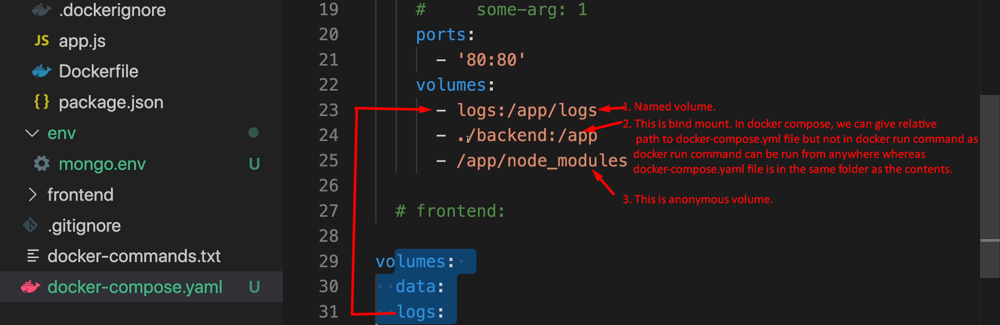 .dockerignore
JS app.js
Dockerfile
{} package.json
env
mongo.env U
frontend
.gitignore
docker-commands.txt
docker-compose.yaml U
19 # some-arg: 1
20 ports:
21 - '80:80'
22 volumes:
23 - logs:/app/logs
24 - ./backend:/app
25 - /app/node_modules
26
27 # frontend:
28
29 volumes:
30 data:
31 logs:
1. Named volume.
2. This is bind mount. In docker compose, we can give relative
path to docker-compose.yml file but not in docker run command as
docker run command can be run from anywhere whereas
docker-compose.yaml file is in the same folder as the contents.
3. This is anonymous volume.